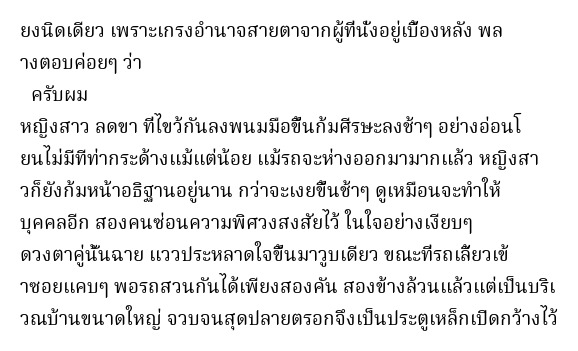 ยงนิดเดียว เพราะเกรงอำนาจสายตาจากผู้ที่นั่งอยู่เบื้องหลัง พล
างตอบค่อยๆ ว่า
ครับผม
หญิงสาว ลดขา ที่ไขว้กันลงพนมมือขึ้นก้มศีรษะลงช้าๆ อย่างอ่อนโ
ยนไม่มีทีท่ากระด้างแม้แต่น้อย แม้รถจะห่างออกมามากแล้ว หญิงสา
วก็ยังก้มหน้าอธิฐานอยู่นาน กว่าจะเงยขึ้นช้าๆ ดูเหมือนจะทำให้
บุคคลอีก สองคนซ่อนความพิศวงสงสัยไว้ ในใจอย่างเงียบๆ
ดวงตาคู่นั้นฉาย แววประหลาดใจขึ้นมาวูบเดียว ขณะที่รถเลี้ยวเข้
าซอยแคบๆ พอรถสวนกันได้เพียงสองคัน สองข้างล้วนแล้วแต่เป็นบริเ
วณบ้านขนาดใหญ่ จวบจนสุดปลายตรอกจึงเป็นประตูเหล็กเปิดกว้างไว้